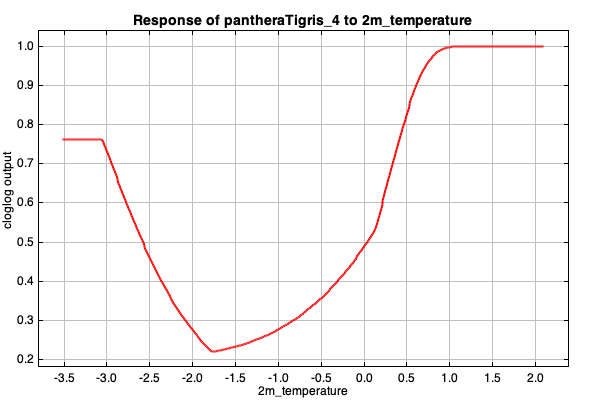 Response of pantheraTigris_4 to 2m_temperature
cloglog output
1.0
0.9
0.8
0.7
0.6
0.5
0.4
0.3
0.2
-3.5 -3.0 -2.5 -2.0 -1.5 -1.0 -0.5 0.0 0.5 1.0 1.5 2.0
2m_temperature